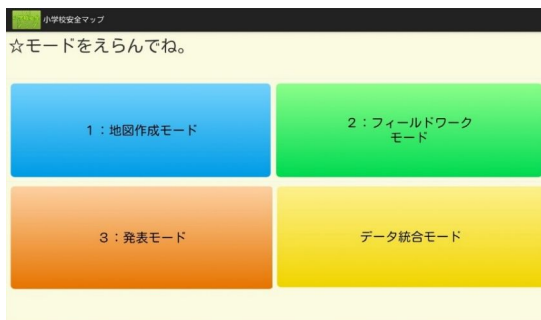 小学校安全マップ
☆モードをえらんでね。
1：地図作成モード
2：フィールドワーク
モード
3：発表モード
データ統合モード